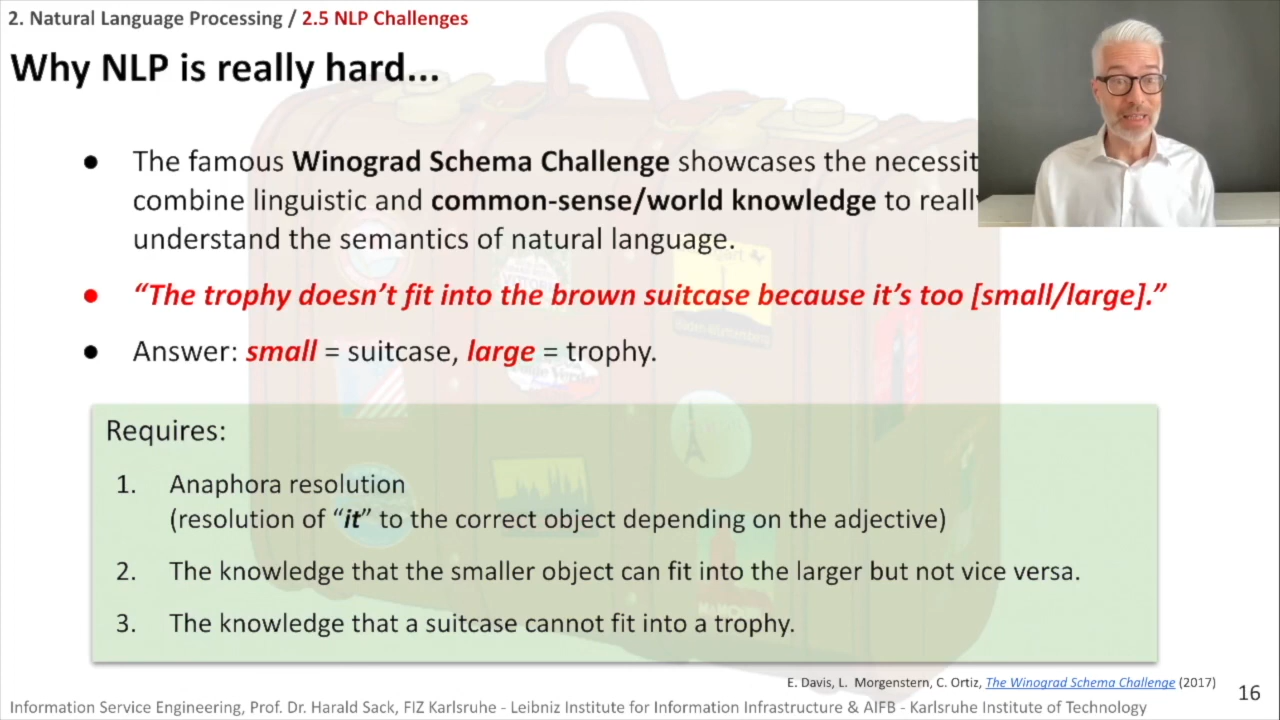 2. Natural Language Processing / 2.5 NLP Challenges
Why NLP is really hard...
● The famous Winograd Schema Challenge showcases the
combine linguistic and common-sense/world knowledge to
understand the semantics of natural language.
● “The trophy doesn’t fit into the brown suitcase because it’s too [small/large].”
● Answer: small = suitcase, large = trophy.
Requires:
1. Anaphora resolution
(resolution of “it” to the correct object depending on the adjective)
2. The knowledge that the smaller object can fit into the larger but not vice versa.
3. The knowledge that a suitcase cannot fit into a trophy.
E. Davis, L. Morgenstern, C. Ortiz, The Winograd Schema Challenge (2017)
16
Information Service Engineering, Prof. Dr. Harald Sack, FIZ Karlsruhe - Leibniz Institute for Information Infrastructure & AIFB - Karlsruhe Institute of Technology